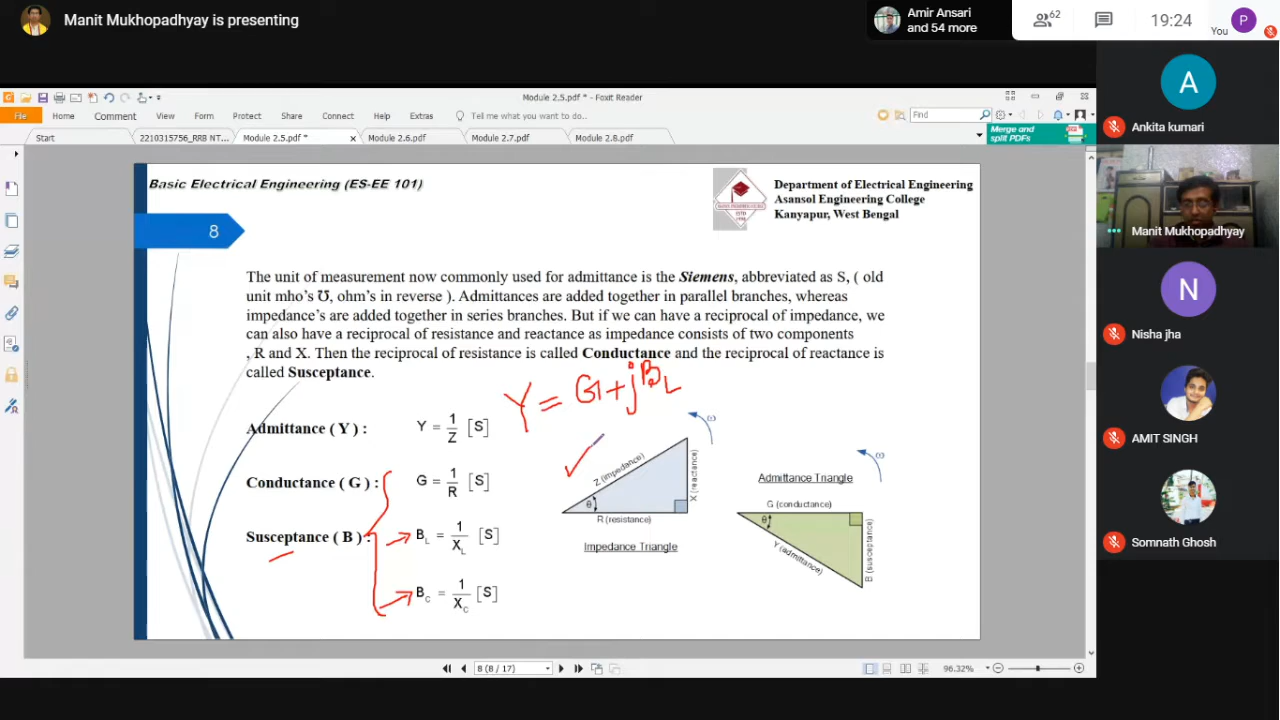 Manit Mukhopadhyay is presenting
Amir Ansari
and 54 more
62
19:24
You
P
Module 2.5.pdf * - Foxit Reader
File Home Comment View Form Protect Share Connect Help Extras Tell me what you want to do...
Find
Start
2210315756_RRB NT...
Module 2.5.pdf *
Module 2.6.pdf
Module 2.7.pdf
Module 2.8.pdf
Merge and
split PDFs
Basic Electrical Engineering (ES-EE 101)
Department of Electrical Engineering
Asansol Engineering College
Kanyapur, West Bengal
8
The unit of measurement now commonly used for admittance is the Siemens, abbreviated as S, ( old
unit mho's ℧, ohm's in reverse ). Admittances are added together in parallel branches, whereas
impedance's are added together in series branches. But if we can have a reciprocal of impedance, we
can also have a reciprocal of resistance and reactance as impedance consists of two components
, R and X. Then the reciprocal of resistance is called Conductance and the reciprocal of reactance is
called Susceptance.
Y = G + jB_L
Admittance ( Y ) : Y = 1/Z [S]
Conductance ( G ) : G = 1/R [S]
Susceptance ( B ) : B_L = 1/X_L [S]
B_C = 1/X_C [S]
ω
Z (impedance)
X (reactance)
θ
R (resistance)
Impedance Triangle
ω
Admittance Triangle
G (conductance)
θ
Y (admittance)
B (susceptance)
8 (8 / 17)
96.32%
A
Ankita kumari
Manit Mukhopadhyay
N
Nisha jha
AMIT SINGH
Somnath Ghosh